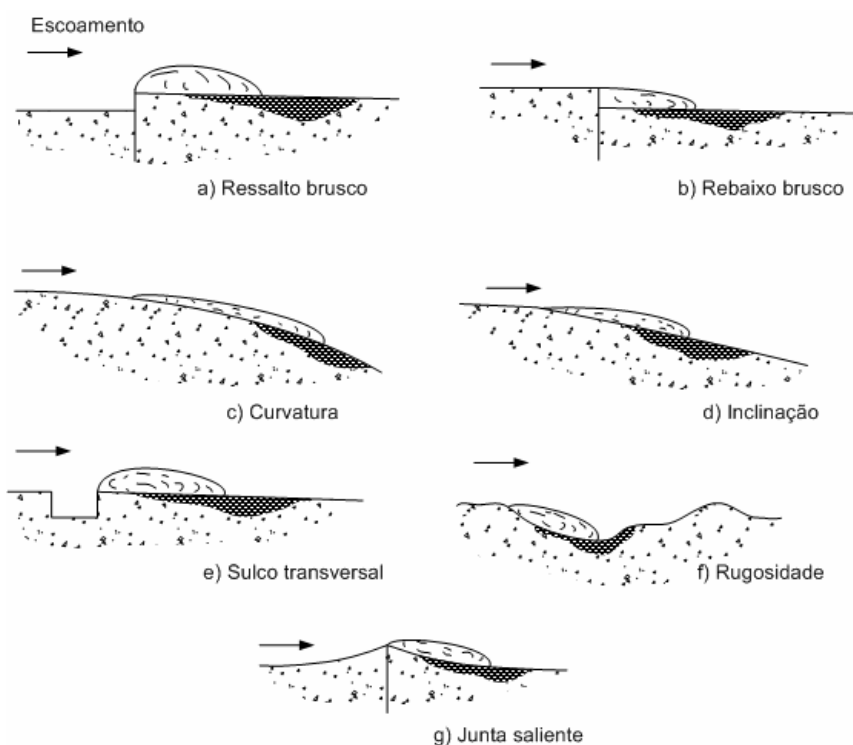 Escoamento
a) Ressalto brusco
b) Rebaixo brusco
c) Curvatura
d) Inclinação
e) Sulco transversal
f) Rugosidade
g) Junta saliente